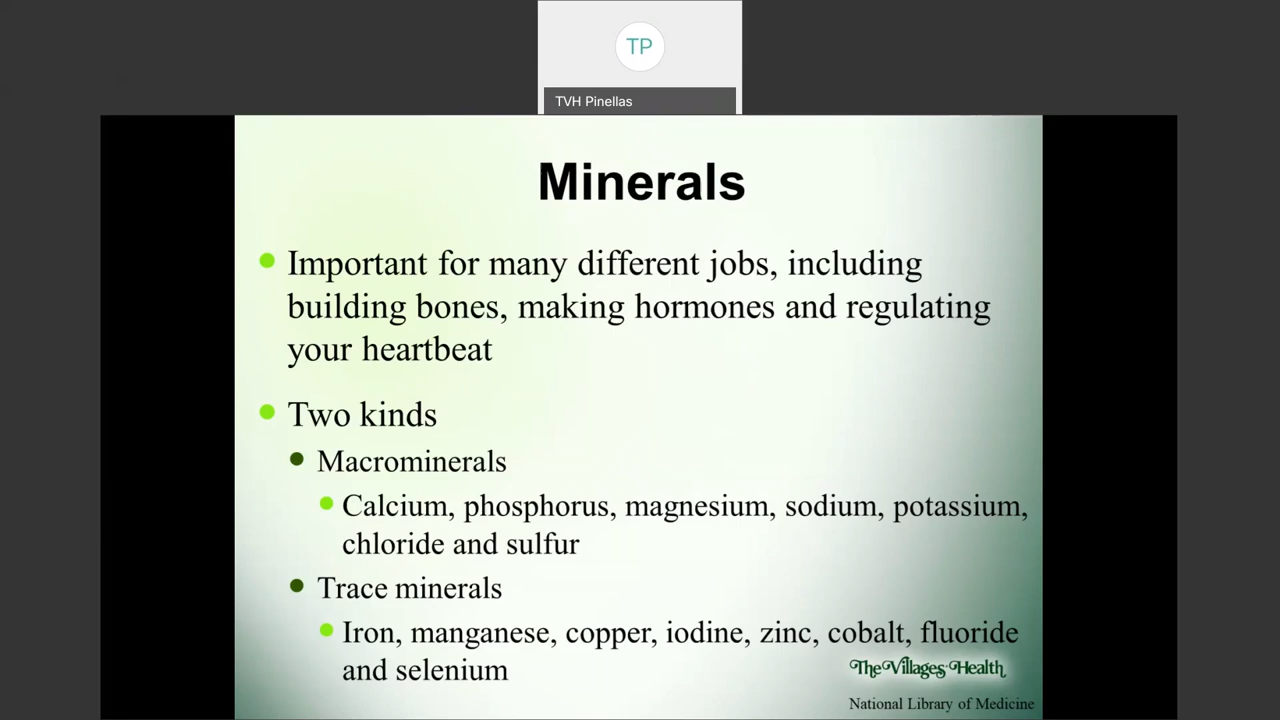 TP
TVH Pinellas
Minerals
Important for many different jobs, including
building bones, making hormones and regulating
your heartbeat
Two kinds
Macrominerals
Calcium, phosphorus, magnesium, sodium, potassium,
chloride and sulfur
Trace minerals
Iron, manganese, copper, iodine, zinc, cobalt, fluoride
and selenium
The Villages Health
National Library of Medicine